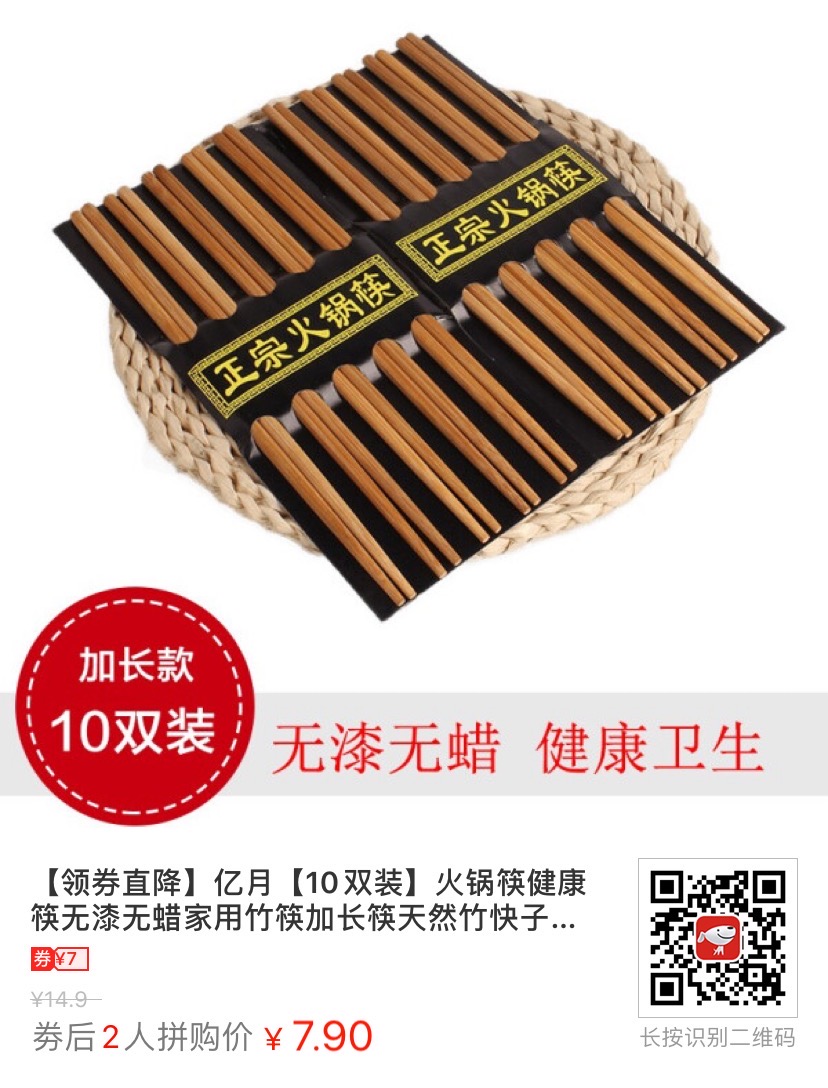 正宗火锅筷
正宗火锅筷
加长款
10双装
无漆无蜡 健康卫生
【领券直降】亿月【10双装】火锅筷健康
筷无漆无蜡家用竹筷加长筷天然竹快子...
券 ¥7
¥14.9
券后2人拼购价 ¥ 7.90
长按识别二维码